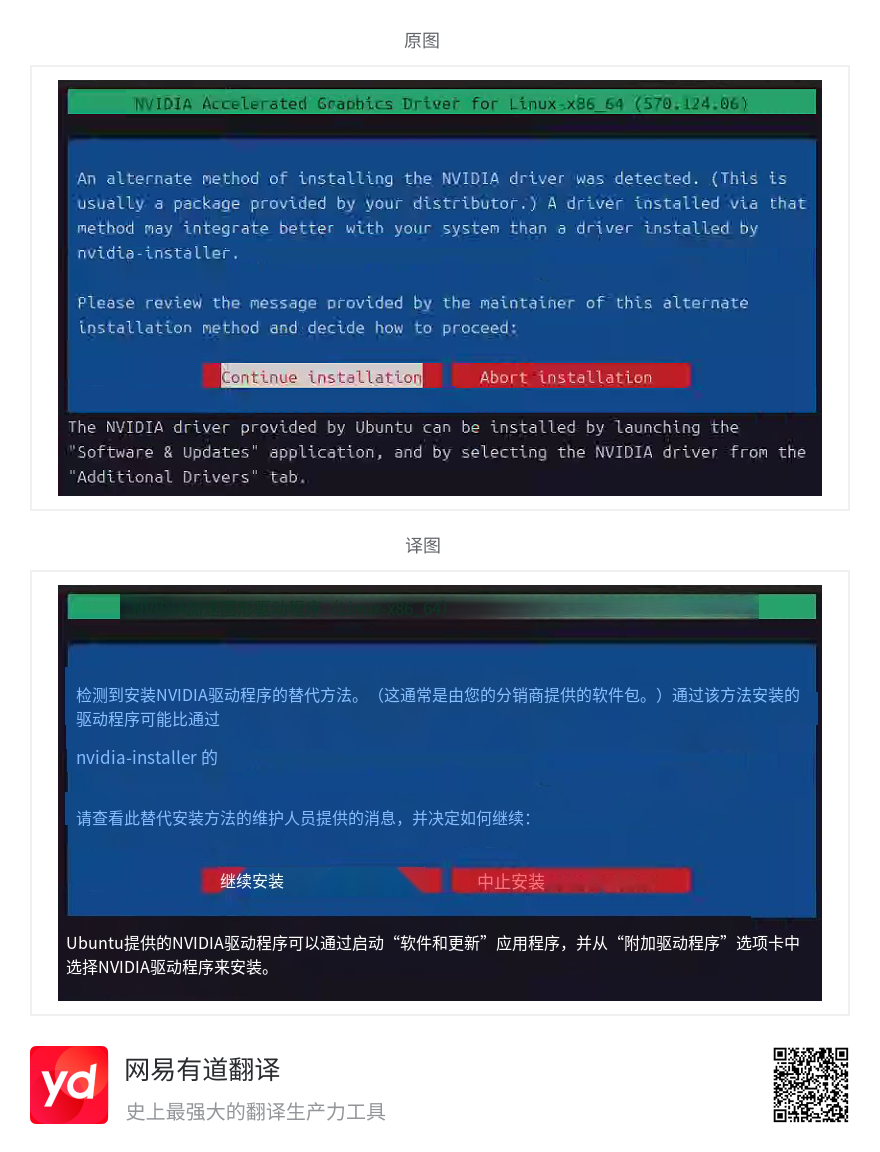 原图
NVIDIA Accelerated Graphics Driver for Linux-x86_64 (570.124.06)
An alternate method of installing the NVIDIA driver was detected. (This is
usually a package provided by your distributor.) A driver installed via that
method may integrate better with your system than a driver installed by
nvidia-installer.
Please review the message provided by the maintainer of this alternate
installation method and decide how to proceed:
Continue installation Abort installation
The NVIDIA driver provided by Ubuntu can be installed by launching the
"Software & Updates" application, and by selecting the NVIDIA driver from the
"Additional Drivers" tab.
译图
x86_64
检测到安装NVIDIA驱动程序的替代方法。（这通常是由您的分销商提供的软件包。）通过该方法安装的
驱动程序可能比通过
nvidia-installer 的
请查看此替代安装方法的维护人员提供的消息，并决定如何继续：
继续安装 中止安装
Ubuntu提供的NVIDIA驱动程序可以通过启动“软件和更新”应用程序，并从“附加驱动程序”选项卡中
选择NVIDIA驱动程序来安装。
yd
网易有道翻译
史上最强大的翻译生产力工具